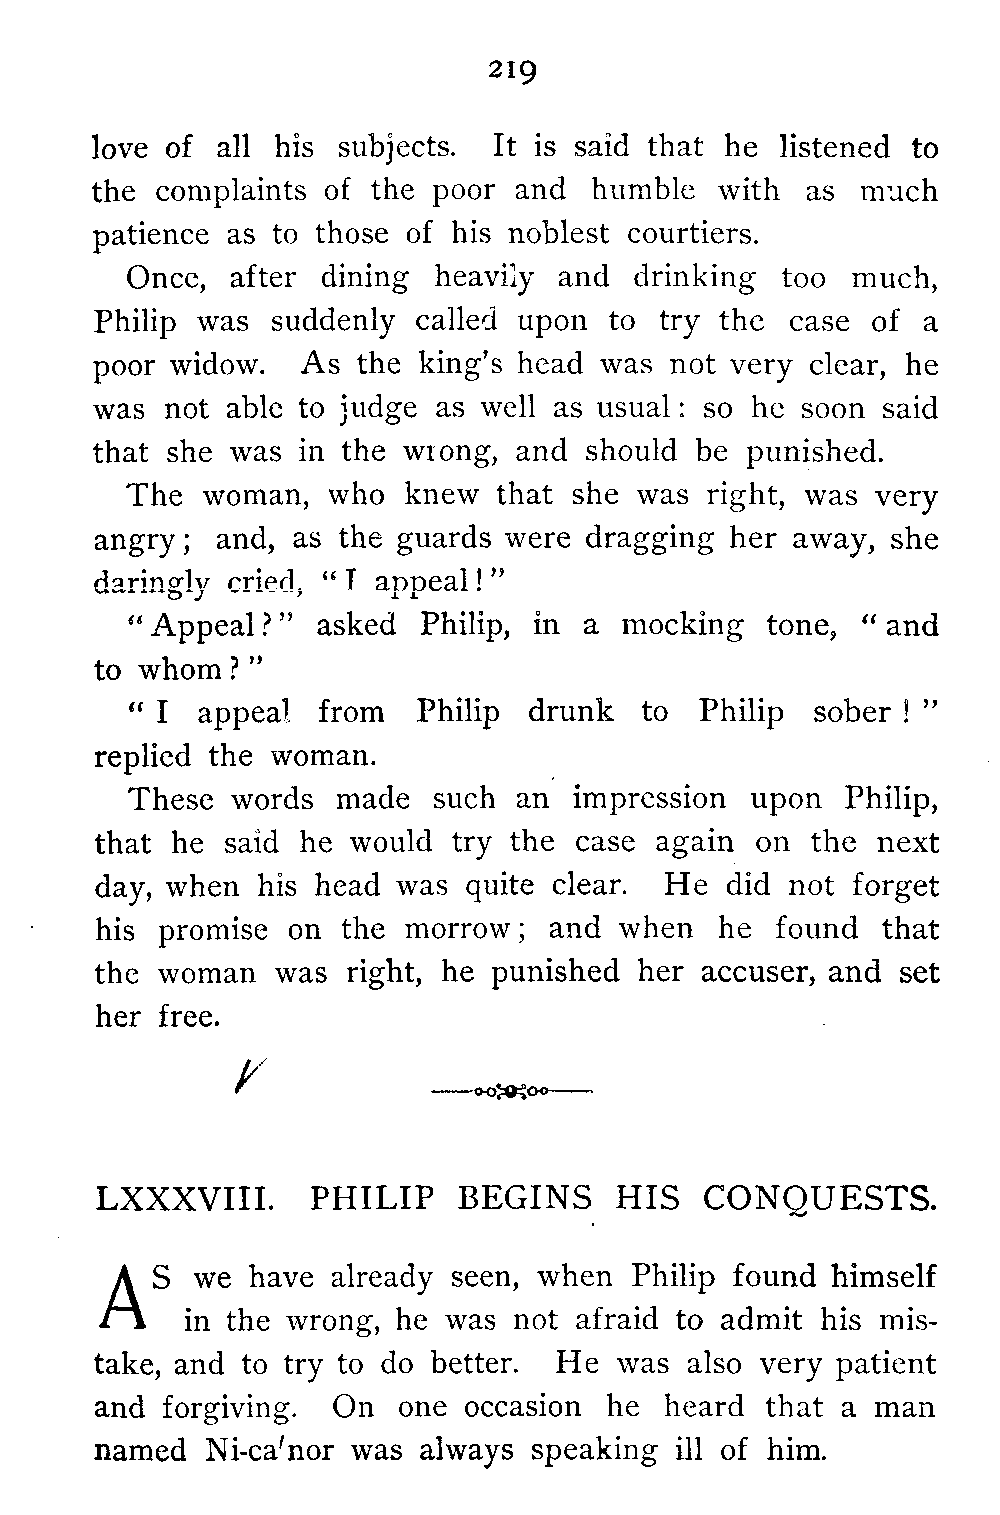 219
love of all his subjects. It is said that he listened to
the complaints of the poor and humble with as much
patience as to those of his noblest courtiers.
Once, after dining heavily and drinking too much,
Philip was suddenly called upon to try the case of a
poor widow. As the king's head was not very clear, he
was not able to judge as well as usual: so he soon said
that she was in the wrong, and should be punished.
The woman, who knew that she was right, was very
angry; and, as the guards were dragging her away, she
daringly cried, "I appeal!"
"Appeal?" asked Philip, in a mocking tone, "and
to whom?"
"I appeal from Philip drunk to Philip sober!"
replied the woman.
These words made such an impression upon Philip,
that he said he would try the case again on the next
day, when his head was quite clear. He did not forget
his promise on the morrow; and when he found that
the woman was right, he punished her accuser, and set
her free.
LXXXVIII. PHILIP BEGINS HIS CONQUESTS.
AS we have already seen, when Philip found himself
in the wrong, he was not afraid to admit his mis-
take, and to try to do better. He was also very patient
and forgiving. On one occasion he heard that a man
named Ni-ca'nor was always speaking ill of him.